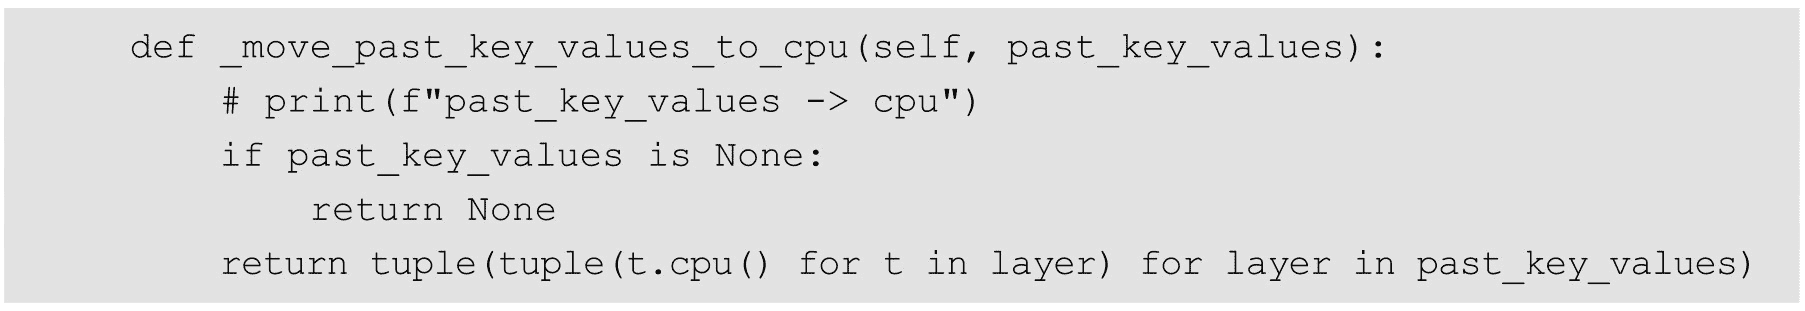 def _move_past_key_values_to_cpu(self, past_key_values):
    # print(f"past_key_values -> cpu")
    if past_key_values is None:
        return None
    return tuple(tuple(t.cpu() for t in layer) for layer in past_key_values)